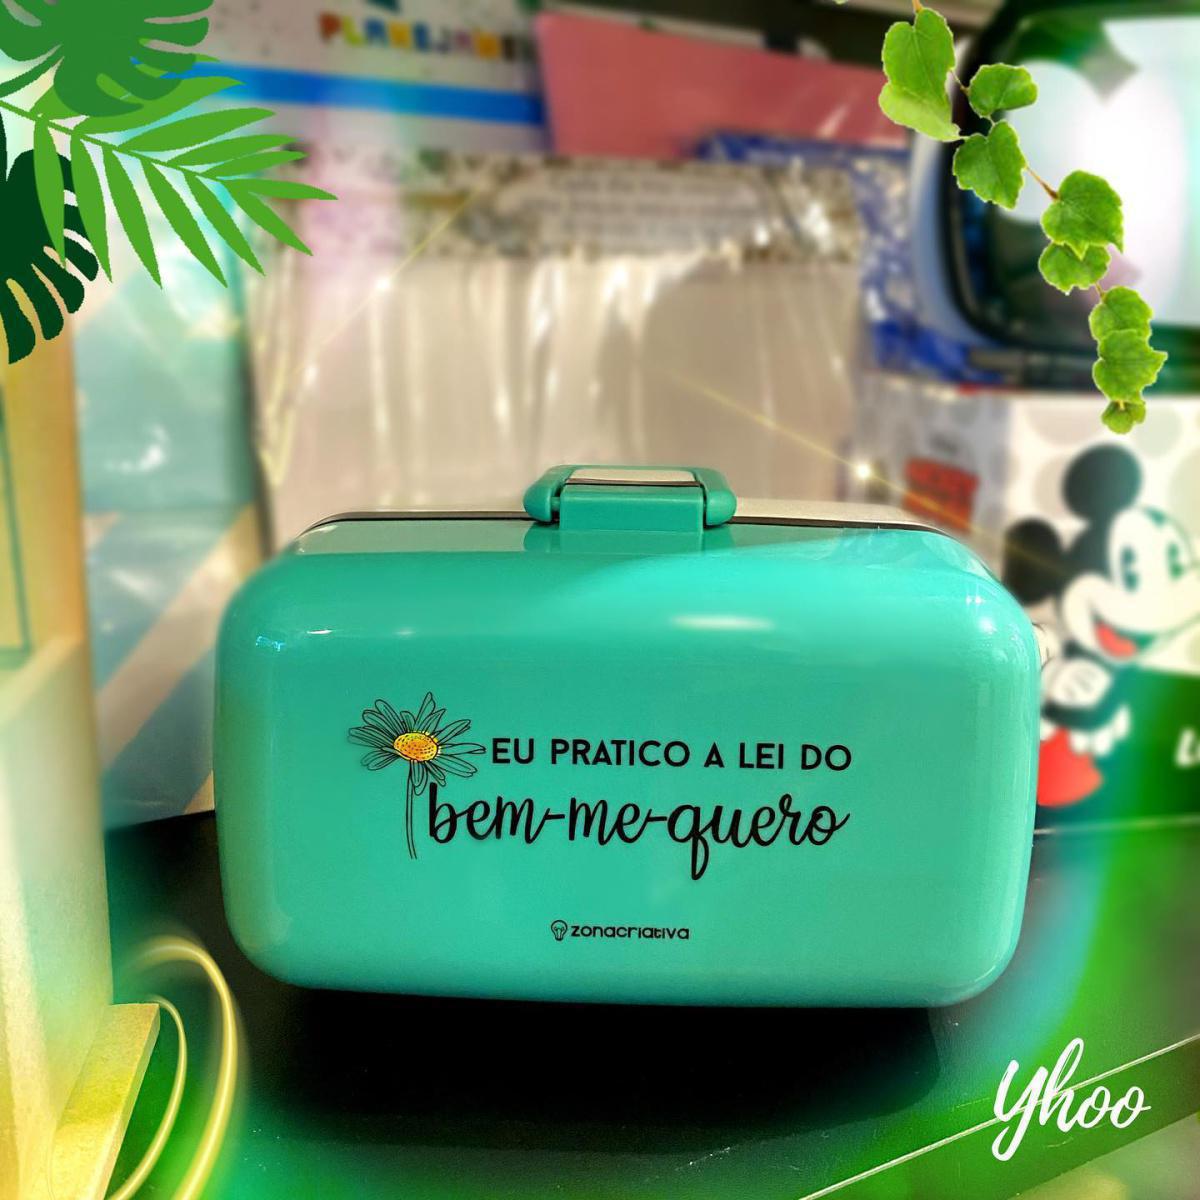 EU PRATICO A LEI DO
bem-me-quero
zonacriativa
Yhoo